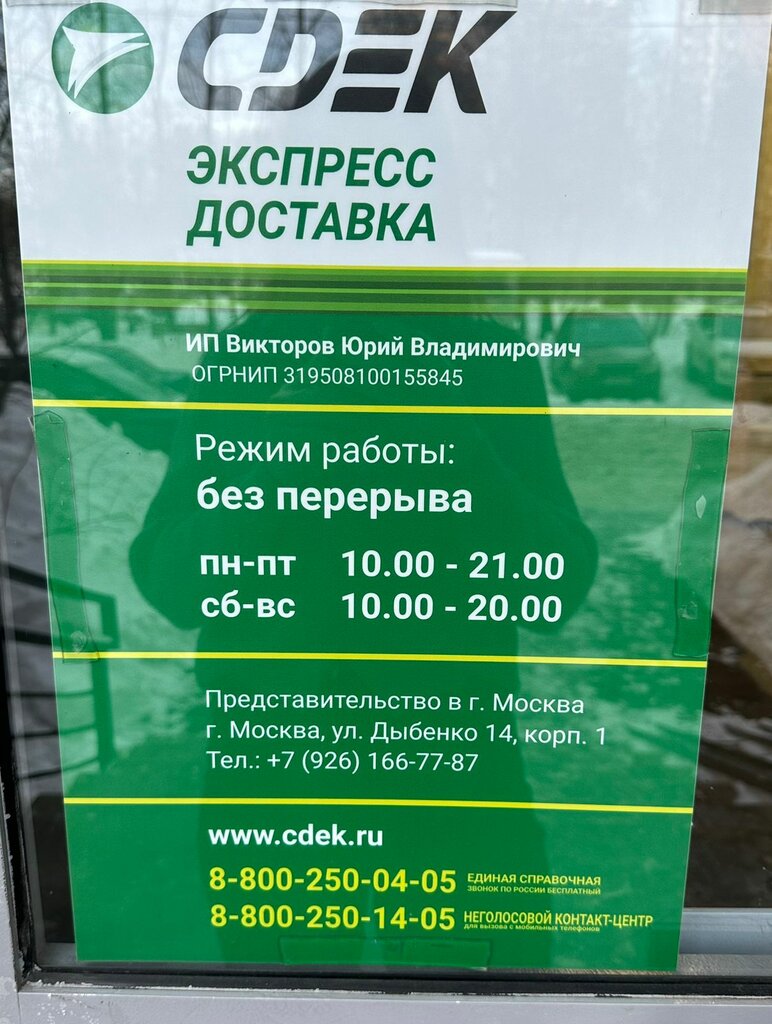 CDEK
ЭКСПРЕСС
ДОСТАВКА
ИП Викторов Юрий Владимирович
ОГРНИП 319508100155845
Режим работы:
без перерыва
пн-пт 10.00 - 21.00
сб-вс 10.00 - 20.00
Представительство в г. Москва
г. Москва, ул. Дыбенко 14, корп. 1
Тел.: +7 (926) 166-77-87
www.cdek.ru
8-800-250-04-05 ЕДИНАЯ СПРАВОЧНАЯ
ЗВОНОК ПО РОССИИ БЕСПЛАТНЫЙ
8-800-250-14-05 НЕГОЛОСОВОЙ КОНТАКТ-ЦЕНТР
для вызова с мобильных телефонов